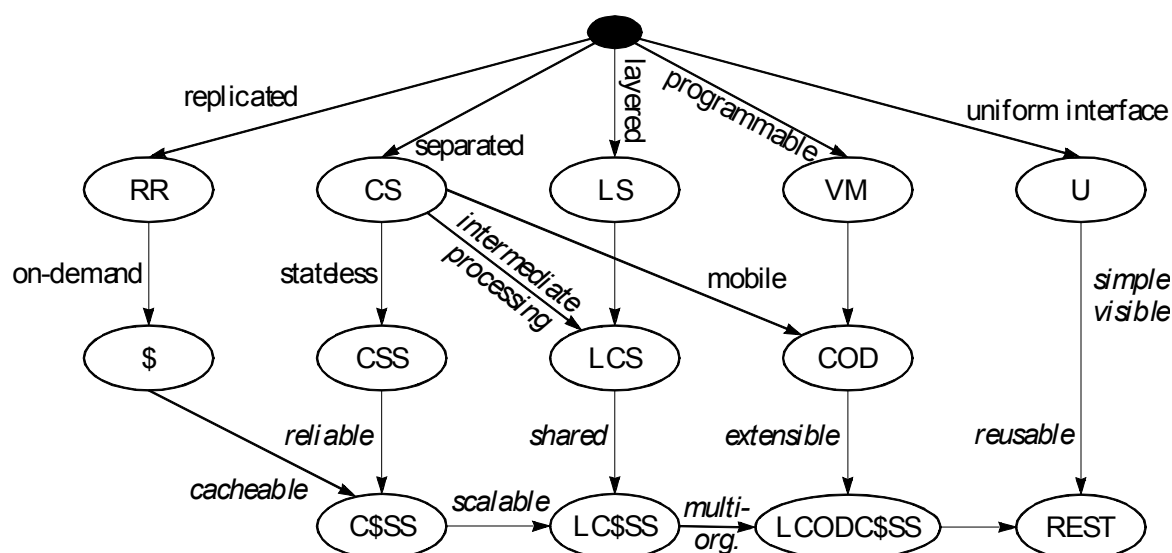 replicated
separated
layered
programmable
uniform interface
RR
CS
LS
VM
U
on-demand
stateless
intermediate
processing
mobile
simple
visible
$
CSS
LCS
COD
cacheable
reliable
shared
extensible
reusable
C$SS
scalable
LC$SS
multi-
org.
LCODC$SS
REST